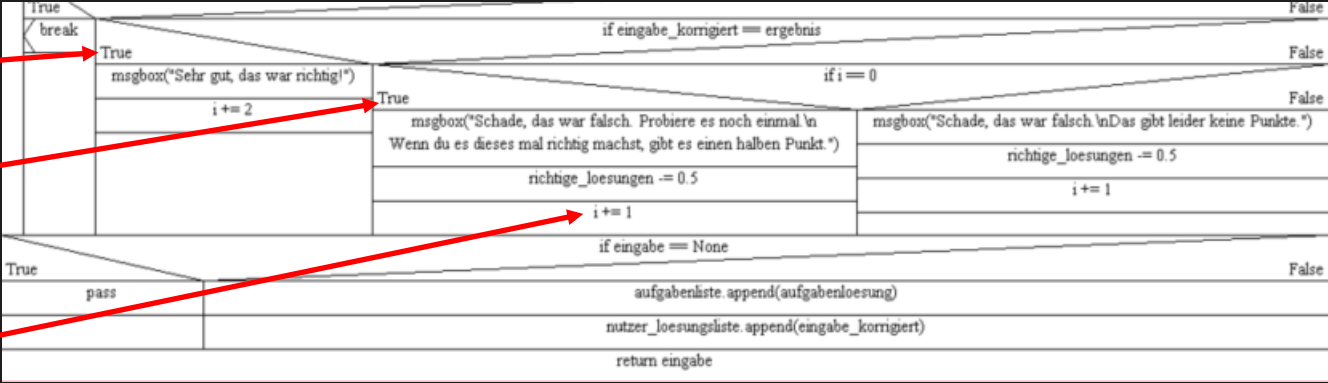 True
False
break
if eingabe_korrigiert == ergebnis
True
False
msgbox("Sehr gut, das war richtig!")
if i == 0
i += 2
True
False
msgbox("Schade, das war falsch. Probiere es noch einmal.\n
Wenn du es dieses mal richtig machst, gibt es einen halben Punkt.")
msgbox("Schade, das war falsch.\nDas gibt leider keine Punkte.")
richtige_loesungen -= 0.5
richtige_loesungen -= 0.5
i += 1
i += 1
if eingabe == None
True
False
pass
aufgabenliste.append(aufgabenloesung)
nutzer_loesungsliste.append(eingabe_korrigiert)
return eingabe